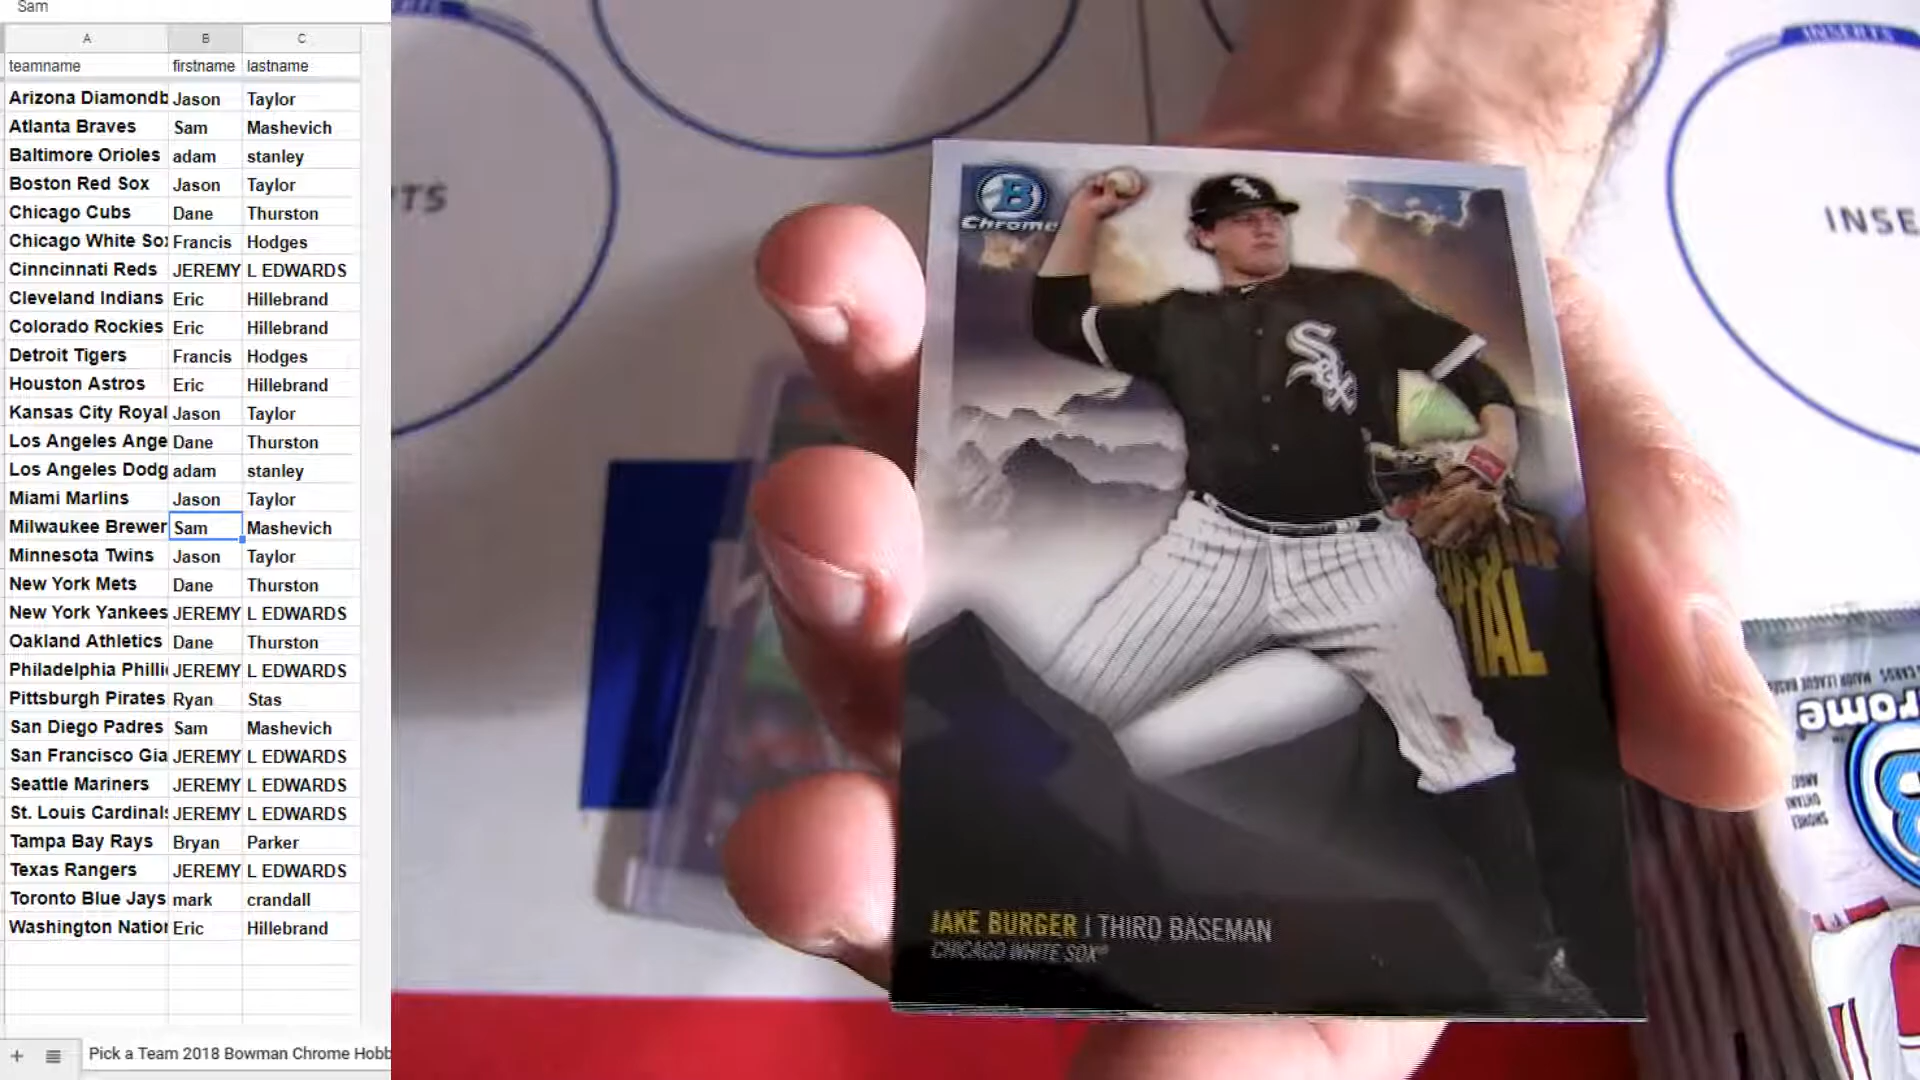 Sam
A B C
teamname firstname lastname
Arizona Diamondb Jason Taylor
Atlanta Braves Sam Mashevich
Baltimore Orioles adam stanley
Boston Red Sox Jason Taylor
Chicago Cubs Dane Thurston
Chicago White Sox Francis Hodges
Cinncinnati Reds JEREMY L EDWARDS
Cleveland Indians Eric Hillebrand
Colorado Rockies Eric Hillebrand
Detroit Tigers Francis Hodges
Houston Astros Eric Hillebrand
Kansas City Royal Jason Taylor
Los Angeles Ange Dane Thurston
Los Angeles Dodg adam stanley
Miami Marlins Jason Taylor
Milwaukee Brewer Sam Mashevich
Minnesota Twins Jason Taylor
New York Mets Dane Thurston
New York Yankees JEREMY L EDWARDS
Oakland Athletics Dane Thurston
Philadelphia Philli JEREMY L EDWARDS
Pittsburgh Pirates Ryan Stas
San Diego Padres Sam Mashevich
San Francisco Gia JEREMY L EDWARDS
Seattle Mariners JEREMY L EDWARDS
St. Louis Cardinals JEREMY L EDWARDS
Tampa Bay Rays Bryan Parker
Texas Rangers JEREMY L EDWARDS
Toronto Blue Jays mark crandall
Washington Nation Eric Hillebrand
Pick a Team 2018 Bowman Chrome Hobb
INSERTS
INSE
B
Chrome
Sox
JAKE BURGER | THIRD BASEMAN
CHICAGO WHITE SOX®